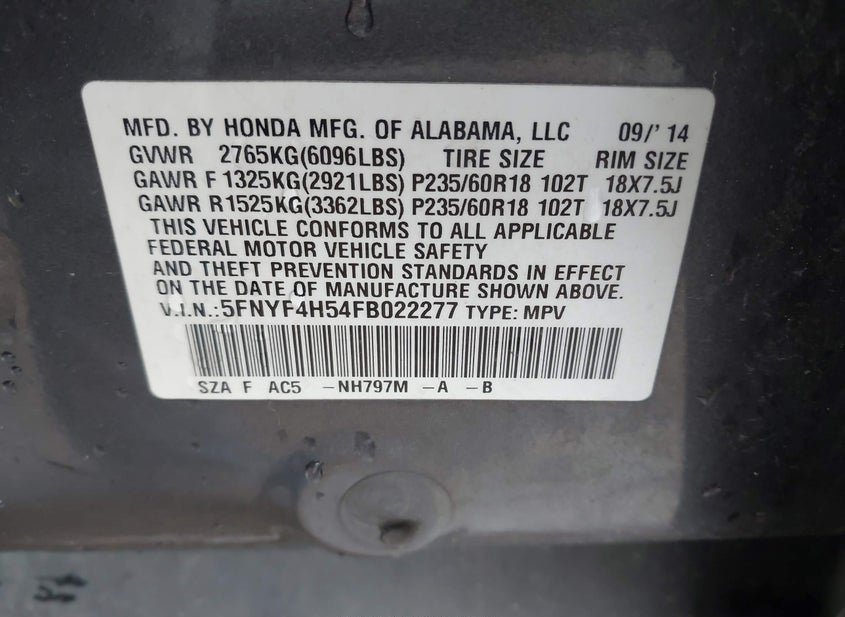 MFD. BY HONDA MFG. OF ALABAMA, LLC 09/' 14
GVWR 2765KG(6096LBS) TIRE SIZE RIM SIZE
GAWR F 1325KG(2921LBS) P235/60R18 102T 18X7.5J
GAWR R1525KG(3362LBS) P235/60R18 102T 18X7.5J
THIS VEHICLE CONFORMS TO ALL APPLICABLE
FEDERAL MOTOR VEHICLE SAFETY
AND THEFT PREVENTION STANDARDS IN EFFECT
ON THE DATE OF MANUFACTURE SHOWN ABOVE.
V.I.N.:5FNYF4H54FB022277 TYPE: MPV
SZA F AC5 -NH797M -A -B